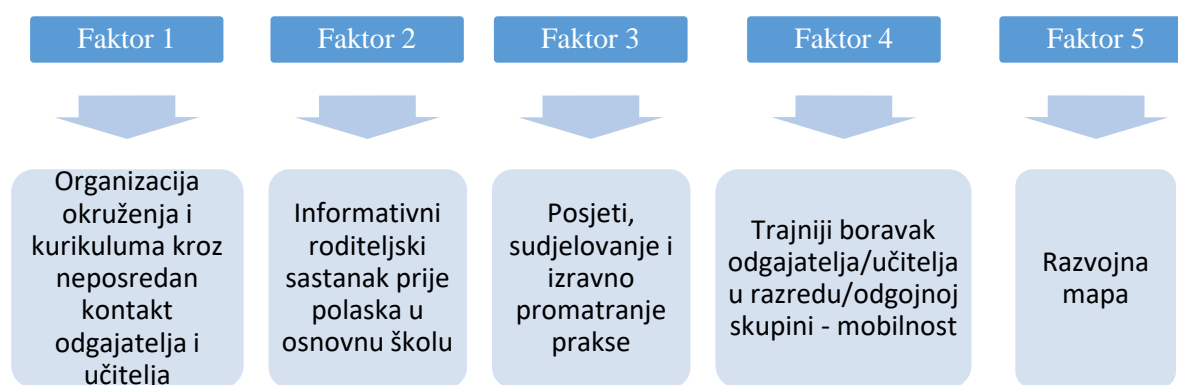 Faktor 1
Faktor 2
Faktor 3
Faktor 4
Faktor 5
Organizacija
okruženja i
kurikuluma kroz
neposredan
kontakt
odgajatelja i
učitelja
Informativni
roditeljski
sastanak prije
polaska u
osnovnu školu
Posjeti,
sudjelovanje i
izravno
promatranje
prakse
Trajniji boravak
odgajatelja/učitelja
u razredu/odgojnoj
skupini - mobilnost
Razvojna
mapa